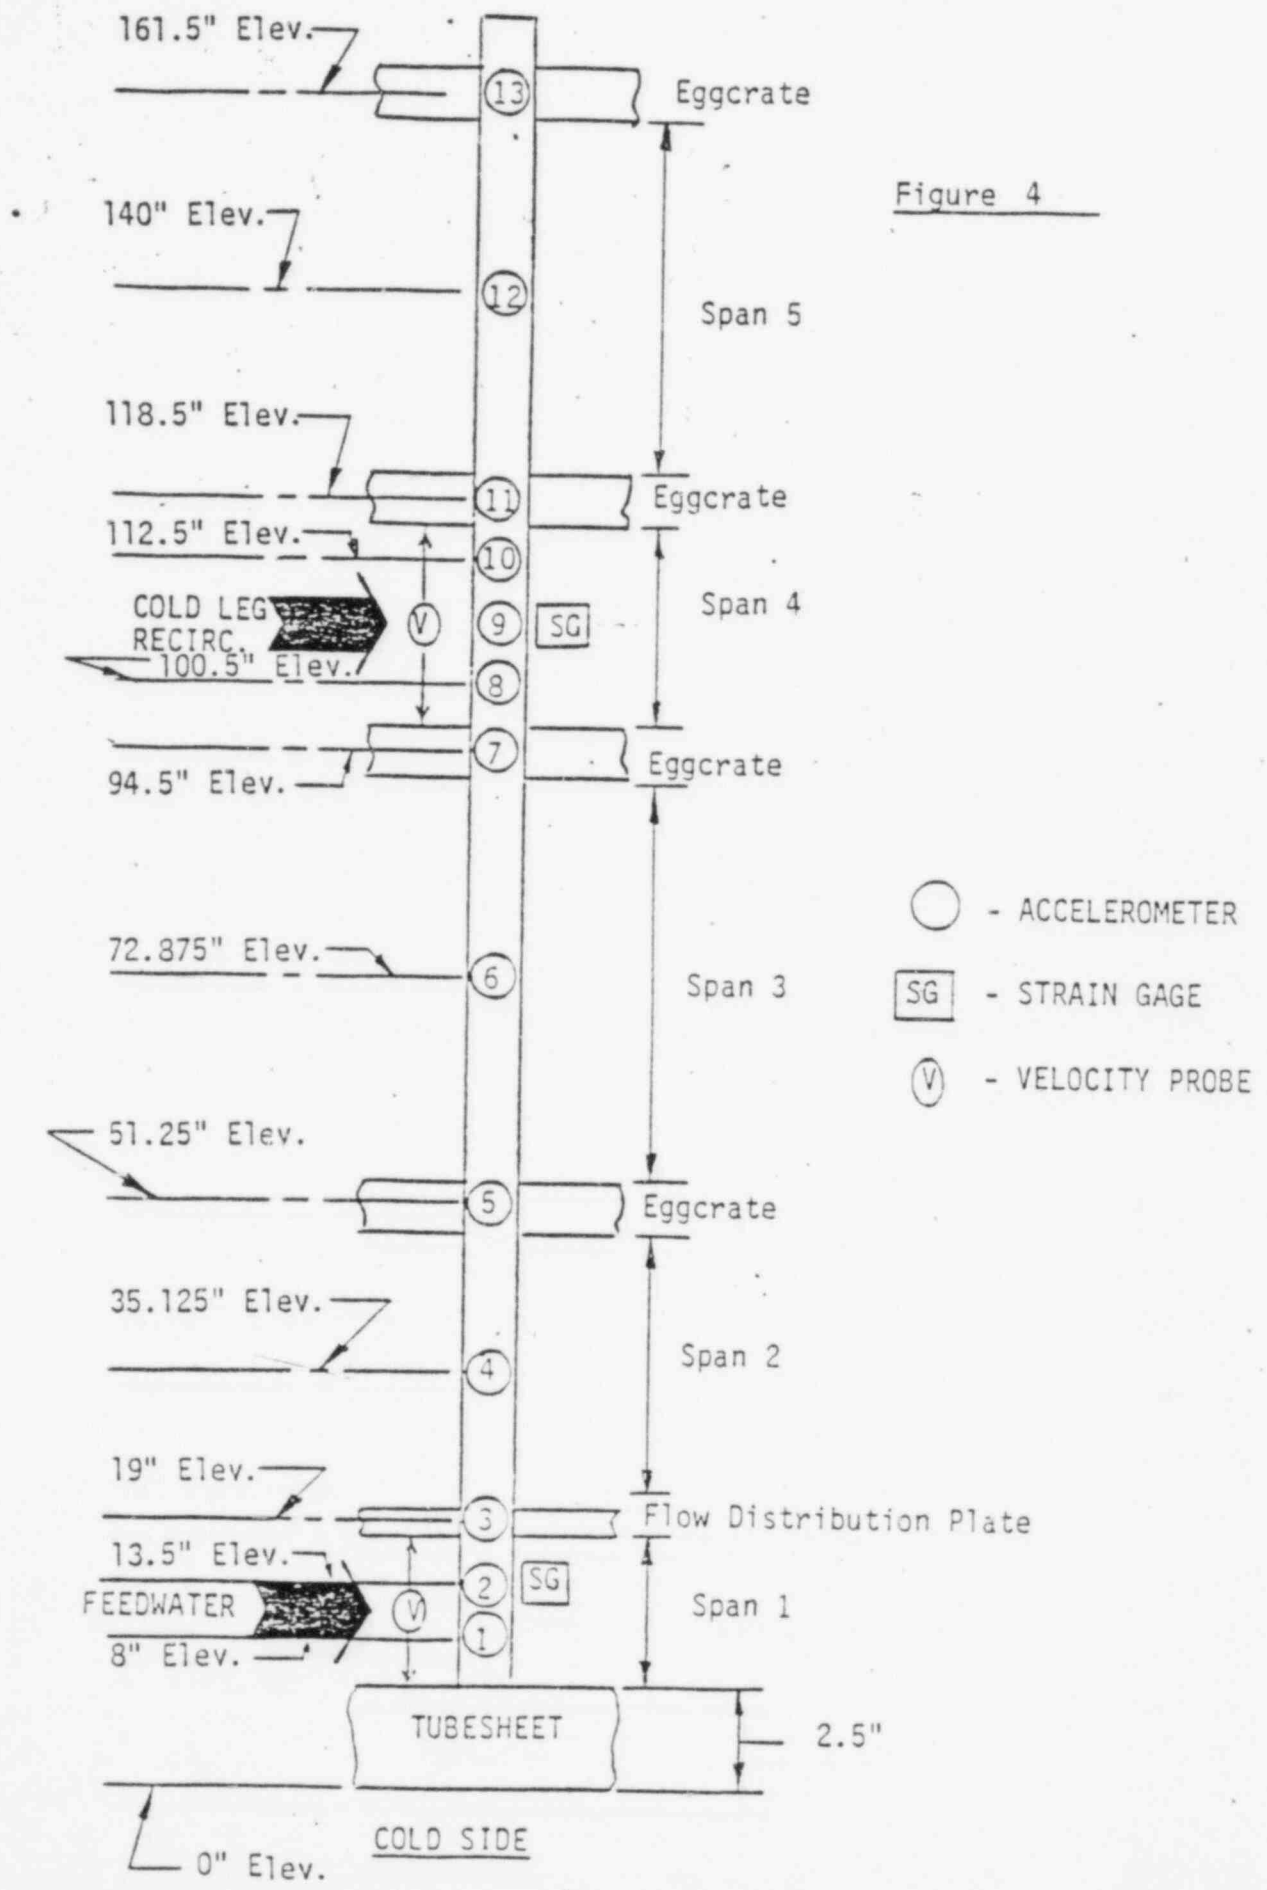 161.5" Elev.
13
Eggcrate
Figure 4
140" Elev.
12
Span 5
118.5" Elev.
11
Eggcrate
112.5" Elev.
10
Span 4
COLD LEG
RECIRC.
V
9
SG
100.5" Elev.
8
7
Eggcrate
94.5" Elev.
- ACCELEROMETER
72.875" Elev.
6
Span 3
SG - STRAIN GAGE
V - VELOCITY PROBE
51.25" Elev.
5
Eggcrate
35.125" Elev.
4
Span 2
19" Elev.
3
Flow Distribution Plate
13.5" Elev.
2
SG
FEEDWATER
V
Span 1
1
8" Elev.
TUBESHEET
2.5"
COLD SIDE
0" Elev.